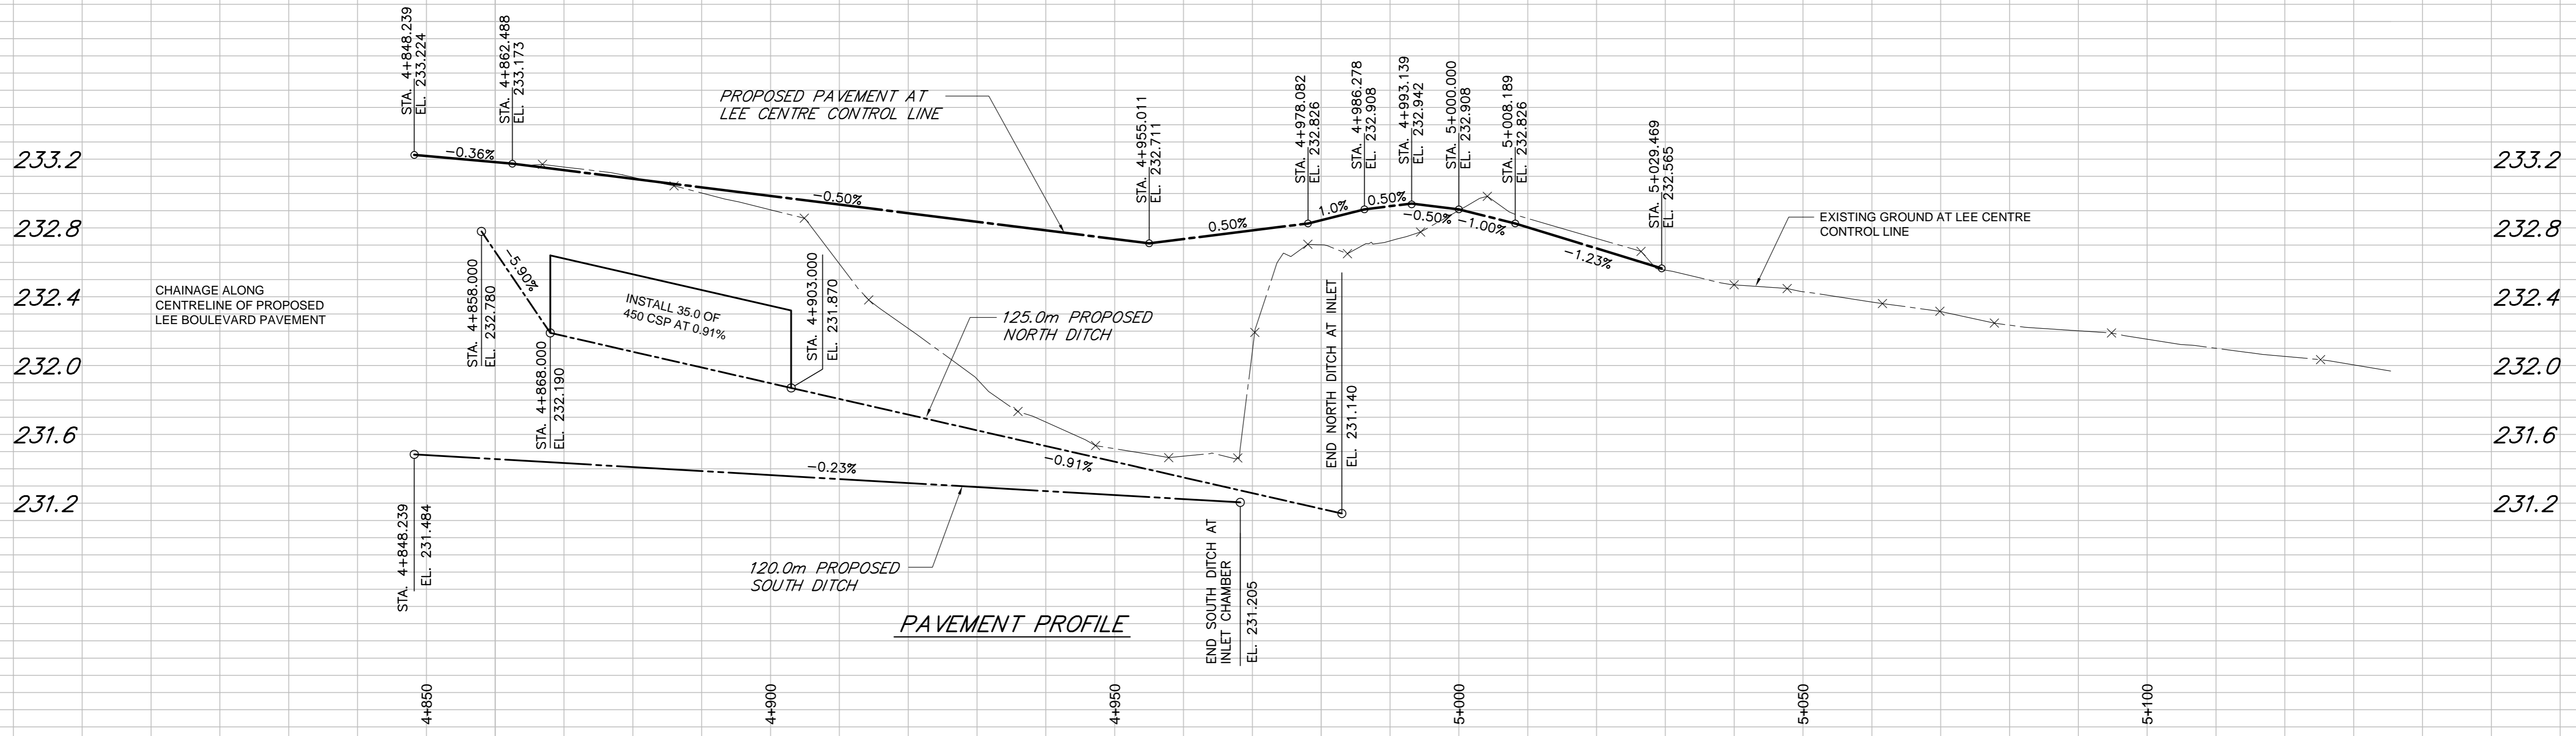 STA. 4+848.239
EL. 233.224
STA. 4+862.488
EL. 233.173
PROPOSED PAVEMENT AT
LEE CENTRE CONTROL LINE
STA. 4+955.011
EL. 232.711
STA. 4+978.082
EL. 232.826
STA. 4+986.278
EL. 232.908
STA. 4+993.139
EL. 232.942
STA. 5+000.000
EL. 232.908
STA. 5+008.189
EL. 232.826
STA. 5+029.469
EL. 232.565
233.2
-0.36%
-0.50%
0.50%
1.0%
0.50%
-0.50%
-1.00%
-1.23%
233.2
232.8
EXISTING GROUND AT LEE CENTRE
CONTROL LINE
232.8
CHAINAGE ALONG
CENTRELINE OF PROPOSED
LEE BOULEVARD PAVEMENT
STA. 4+858.000
EL. 232.780
-5.90%
INSTALL 35.0 OF
450 CSP AT 0.91%
STA. 4+903.000
EL. 231.870
125.0m PROPOSED
NORTH DITCH
END NORTH DITCH AT INLET
EL. 231.140
232.4
232.4
232.0
STA. 4+868.000
EL. 232.190
232.0
231.6
-0.23%
-0.91%
231.6
231.2
231.2
STA. 4+848.239
EL. 231.484
120.0m PROPOSED
SOUTH DITCH
END SOUTH DITCH AT
INLET CHAMBER
EL. 231.205
PAVEMENT PROFILE
4+850
4+900
4+950
5+000
5+050
5+100